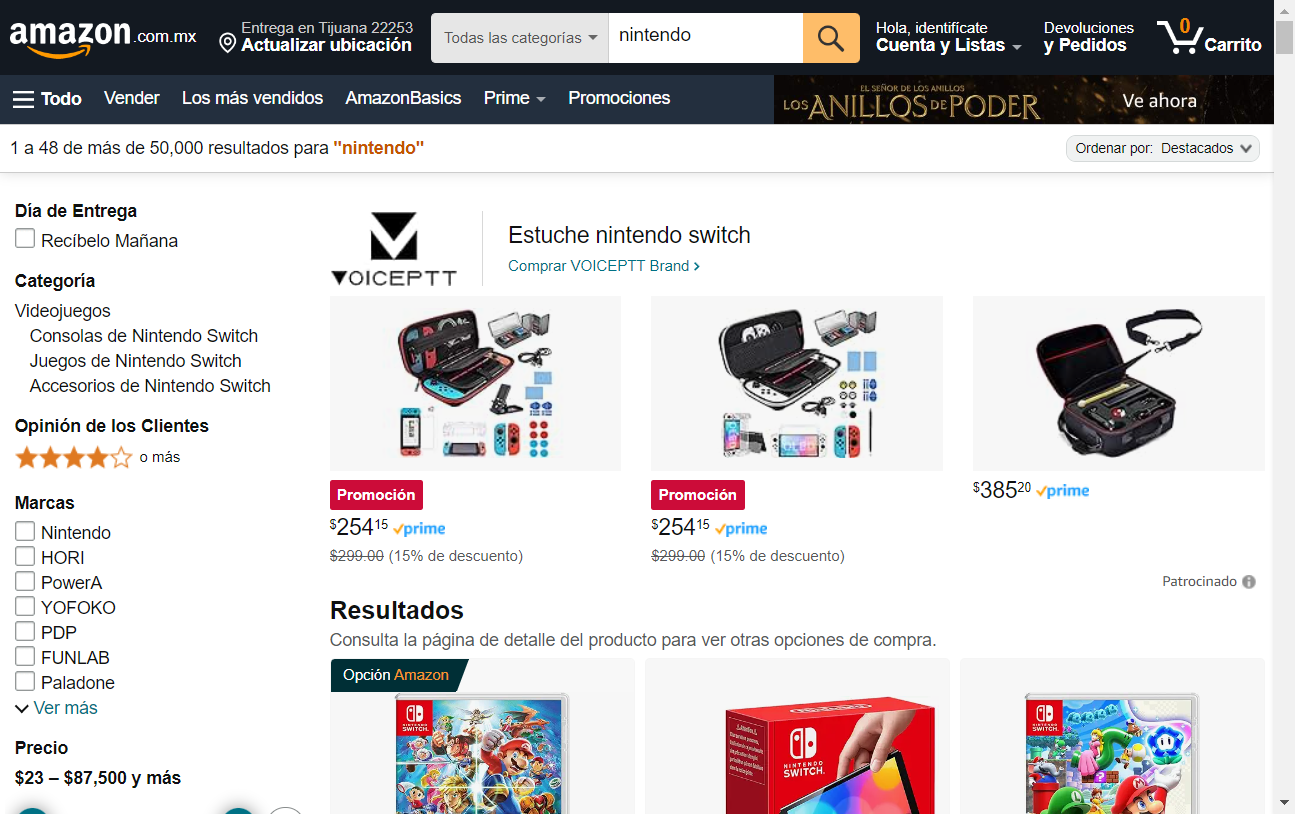 amazon.com.mx
Entrega en Tijuana 22253
Actualizar ubicación
Todas las categorías
nintendo
Hola, identifícate
Cuenta y Listas
Devoluciones
y Pedidos
0
Carrito
Todo
Vender
Los más vendidos
AmazonBasics
Prime
Promociones
EL SEÑOR DE LOS ANILLOS
LOS ANILLOS DE PODER
Ve ahora
1 a 48 de más de 50,000 resultados para "nintendo"
Ordenar por: Destacados
Día de Entrega
Recíbelo Mañana
Categoría
Videojuegos
Consolas de Nintendo Switch
Juegos de Nintendo Switch
Accesorios de Nintendo Switch
Opinión de los Clientes
o más
Marcas
Nintendo
HORI
PowerA
YOFOKO
PDP
FUNLAB
Paladone
Ver más
Precio
$23 – $87,500 y más
VOICEPTT
Estuche nintendo switch
Comprar VOICEPTT Brand
Promoción
$254.15 prime
$299.00 (15% de descuento)
Promoción
$254.15 prime
$299.00 (15% de descuento)
$385.20 prime
Patrocinado
Resultados
Consulta la página de detalle del producto para ver otras opciones de compra.
Opción Amazon
NINTENDO
SWITCH
NINTENDO
SWITCH
NINTENDO
SWITCH